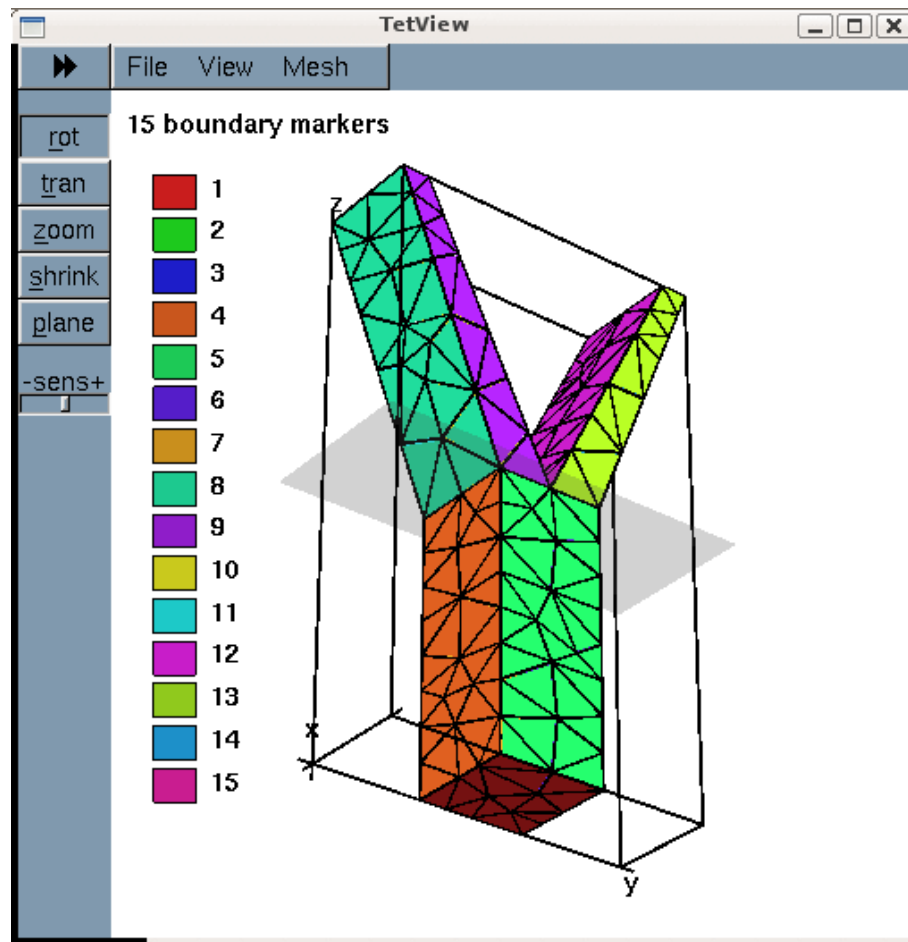 TetView
File View Mesh
rot
tran
zoom
shrink
plane
-sens+
15 boundary markers
1
2
3
4
5
6
7
8
9
10
11
12
13
14
15
z
x
y